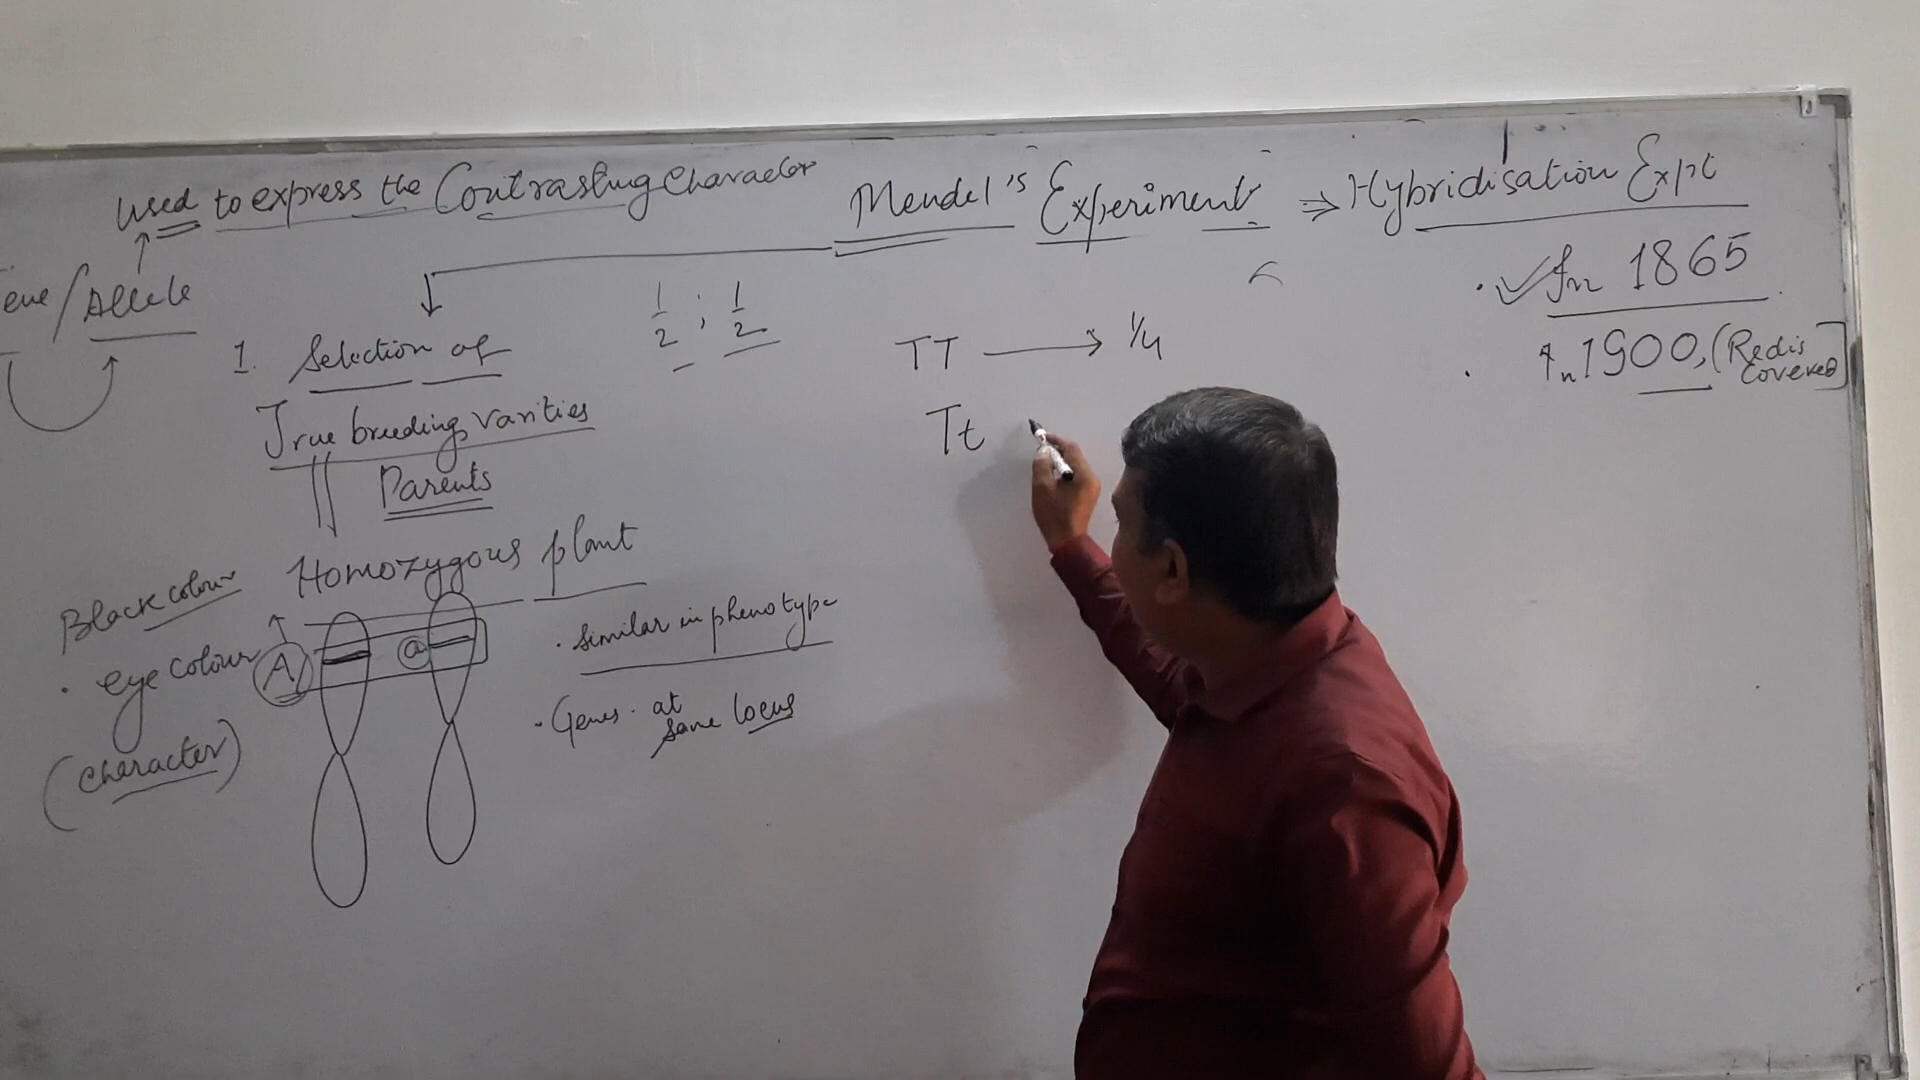 used to express the Contrasting Character
Mendel's Experiment ⇒ Hybridisation Expt
ene / Allele
✓ In 1865
In 1900, (Redis
covered)
1/2 ; 1/2
1. Selection of
True breeding varities
Parents
TT → 1/4
Tt
Homozygous plant
Black colour
· eye colour
(character)
A
a
· Similar in phenotype
· Genes at
same locus